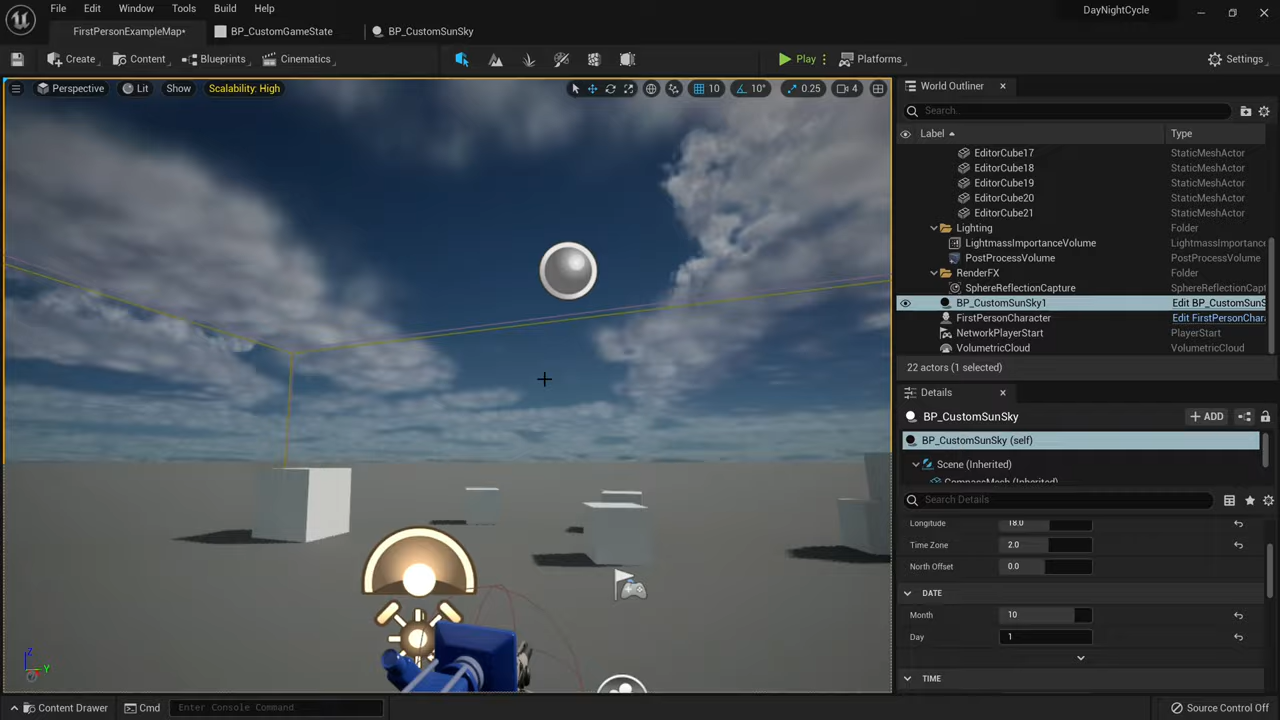 File Edit Window Tools Build Help
DayNightCycle
FirstPersonExampleMap*
BP_CustomGameState
BP_CustomSunSky
Create
Content
Blueprints
Cinematics
Play
Platforms
Settings
Perspective
Lit
Show
Scalability: High
10
10°
0.25
4
World Outliner
Search..
Label
Type
EditorCube17 StaticMeshActor
EditorCube18 StaticMeshActor
EditorCube19 StaticMeshActor
EditorCube20 StaticMeshActor
EditorCube21 StaticMeshActor
Lighting Folder
LightmassImportanceVolume LightmassImportance
PostProcessVolume PostProcessVolume
RenderFX Folder
SphereReflectionCapture SphereReflectionCapt
BP_CustomSunSky1 Edit BP_CustomSunS
FirstPersonCharacter Edit FirstPersonChar
NetworkPlayerStart PlayerStart
VolumetricCloud VolumetricCloud
22 actors (1 selected)
Details
BP_CustomSunSky
ADD
BP_CustomSunSky (self)
Scene (Inherited)
CompassMesh (Inherited)
Search Details
Longitude 18.0
Time Zone 2.0
North Offset 0.0
DATE
Month 10
Day 1
TIME
Content Drawer
Cmd
Enter Console Command
Source Control Off
Z
Y